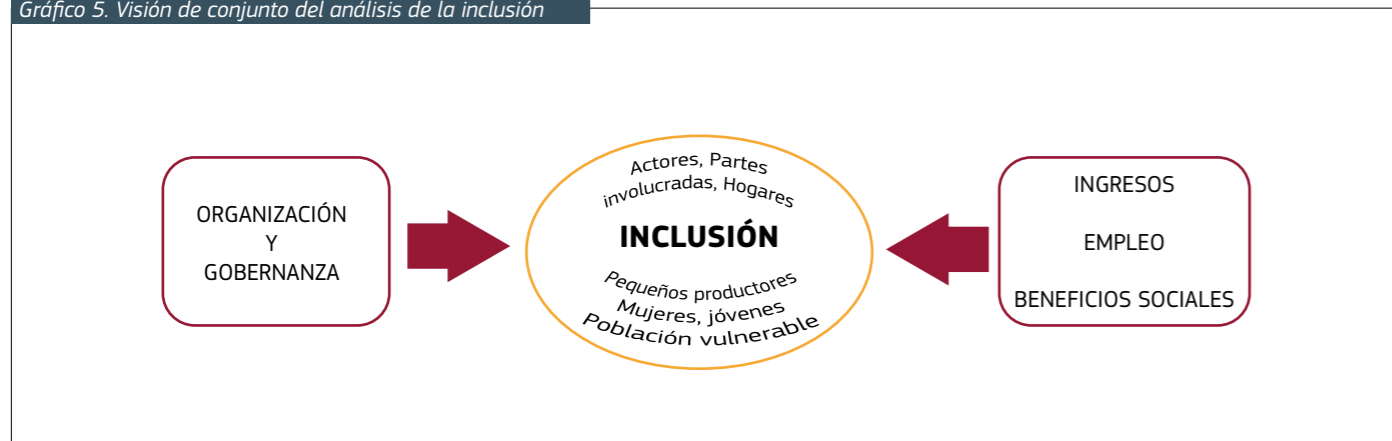 Gráfico 5. Visión de conjunto del análisis de la inclusión
ORGANIZACIÓN
Y
GOBERNANZA
Actores, Partes
involucradas, Hogares
INCLUSIÓN
Pequeños productores
Mujeres, jóvenes
Población vulnerable
INGRESOS
EMPLEO
BENEFICIOS SOCIALES